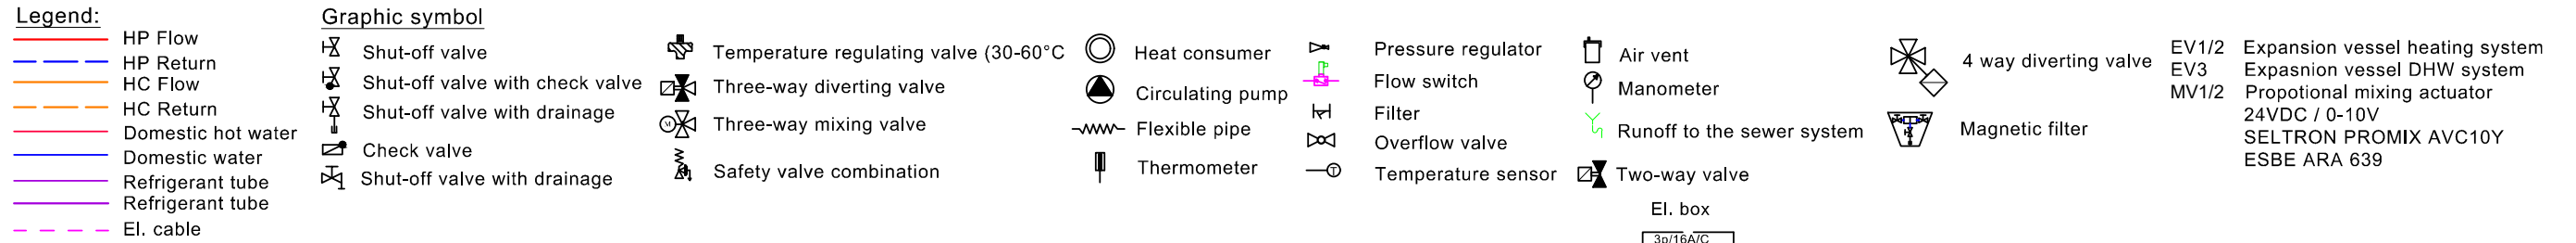 Legend:
HP Flow
HP Return
HC Flow
HC Return
Domestic hot water
Domestic water
Refrigerant tube
Refrigerant tube
El. cable
Graphic symbol
Shut-off valve
Shut-off valve with check valve
Shut-off valve with drainage
Check valve
Shut-off valve with drainage
Temperature regulating valve (30-60°C
Three-way diverting valve
M
Three-way mixing valve
Safety valve combination
Heat consumer
Circulating pump
Flexible pipe
Thermometer
Pressure regulator
Flow switch
Filter
Overflow valve
T
Temperature sensor
Air vent
Manometer
Runoff to the sewer system
Two-way valve
El. box
3p/16A/C
4 way diverting valve
Magnetic filter
EV1/2 Expansion vessel heating system
EV3 Expasnion vessel DHW system
MV1/2 Propotional mixing actuator
24VDC / 0-10V
SELTRON PROMIX AVC10Y
ESBE ARA 639